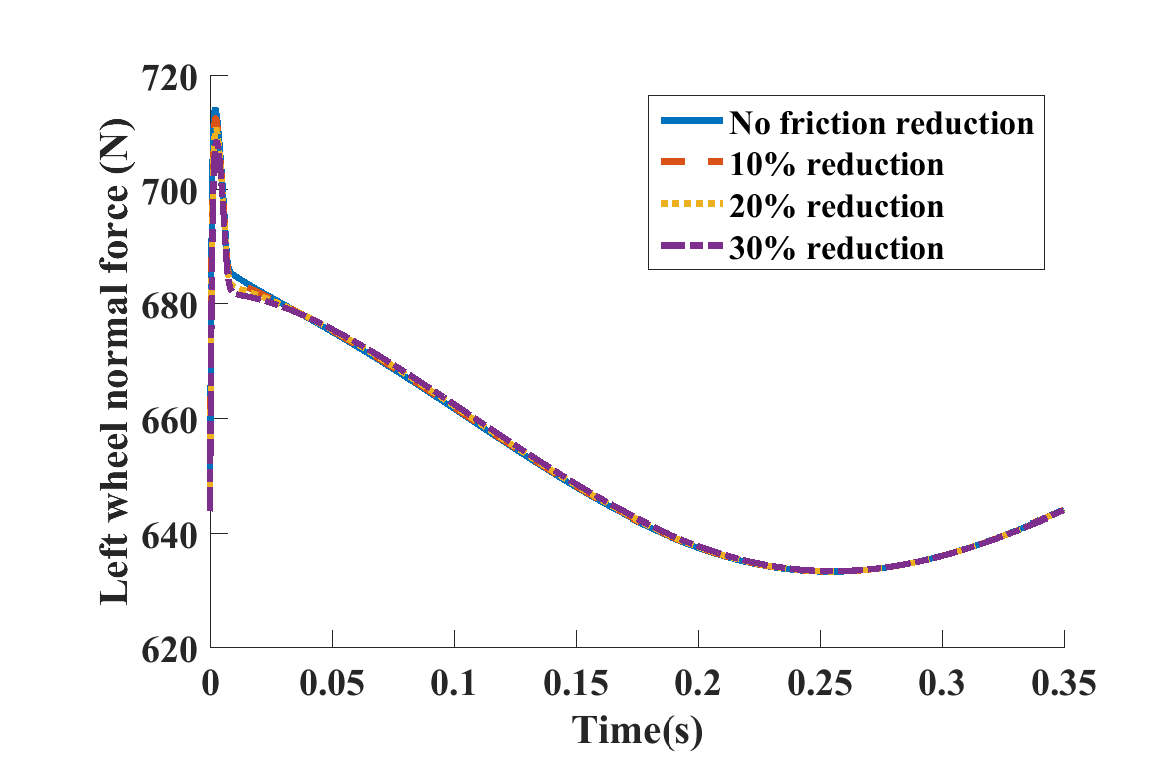 720
700
680
660
640
620
0
0.05
0.1
0.15
0.2
0.25
0.3
0.35
Left wheel normal force (N)
Time(s)
No friction reduction
10% reduction
20% reduction
30% reduction